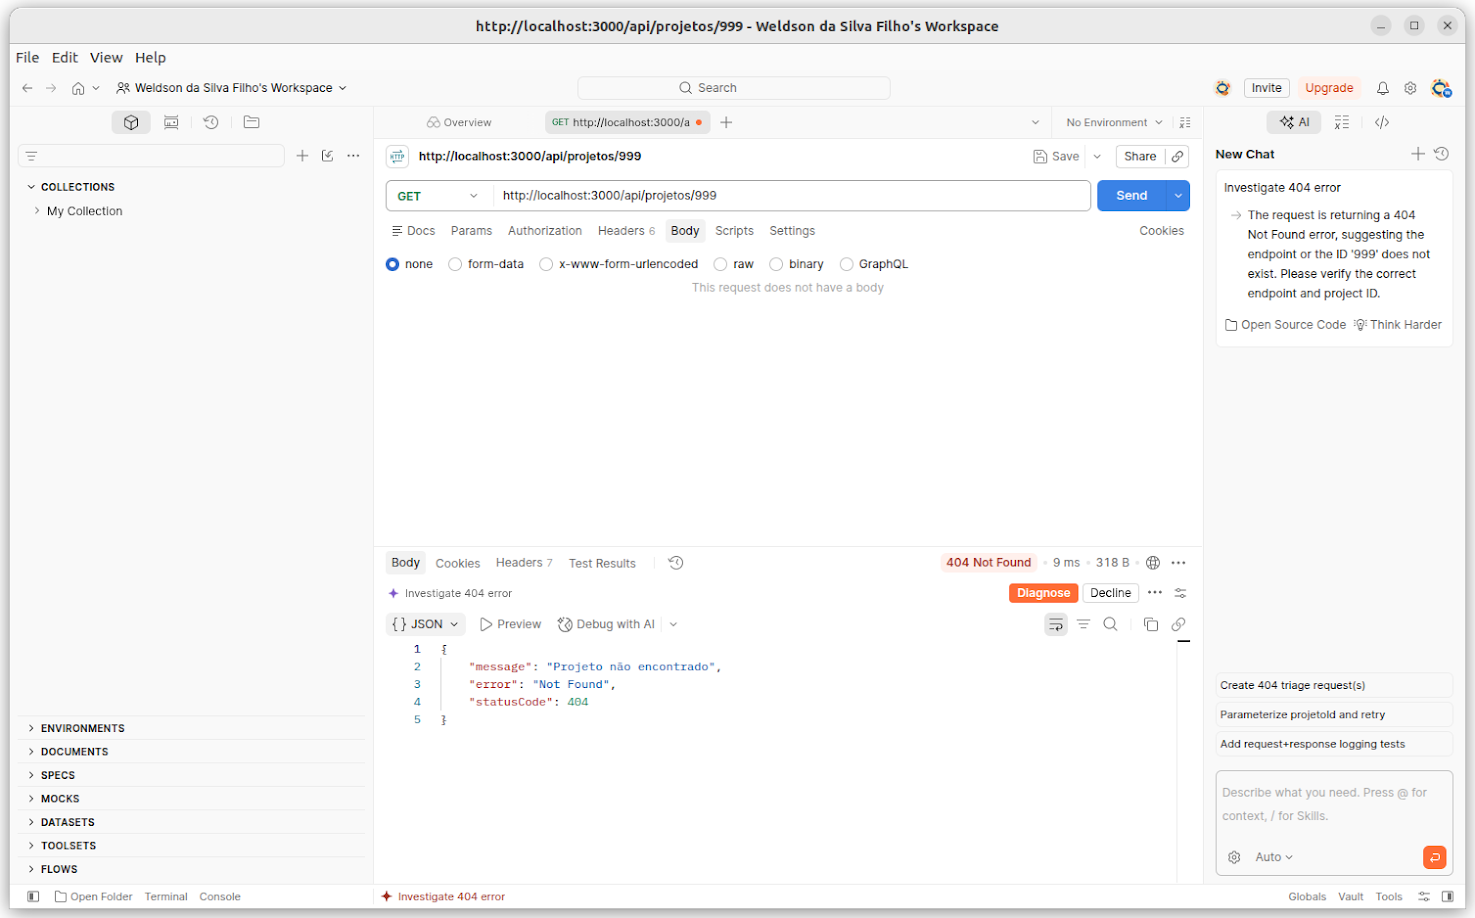 http://localhost:3000/api/projetos/999 - Weldson da Silva Filho's Workspace
File Edit View Help
Weldson da Silva Filho's Workspace
Search
Invite
Upgrade
Overview
GET http://localhost:3000/a
No Environment
AI
http://localhost:3000/api/projetos/999
Save
Share
New Chat
COLLECTIONS
My Collection
GET
http://localhost:3000/api/projetos/999
Send
Docs Params Authorization Headers 6 Body Scripts Settings
Cookies
none form-data x-www-form-urlencoded raw binary GraphQL
This request does not have a body
Investigate 404 error
The request is returning a 404
Not Found error, suggesting the
endpoint or the ID '999' does not
exist. Please verify the correct
endpoint and project ID.
Open Source Code Think Harder
Body Cookies Headers 7 Test Results
404 Not Found • 9 ms • 318 B
Investigate 404 error
Diagnose Decline
{ } JSON Preview Debug with AI
1 {
2 "message": "Projeto não encontrado",
3 "error": "Not Found",
4 "statusCode": 404
5 }
ENVIRONMENTS
DOCUMENTS
SPECS
MOCKS
DATASETS
TOOLSETS
FLOWS
Create 404 triage request(s)
Parameterize projetoId and retry
Add request+response logging tests
Describe what you need. Press @ for
context, / for Skills.
Auto
Open Folder Terminal Console
Investigate 404 error
Globals Vault Tools